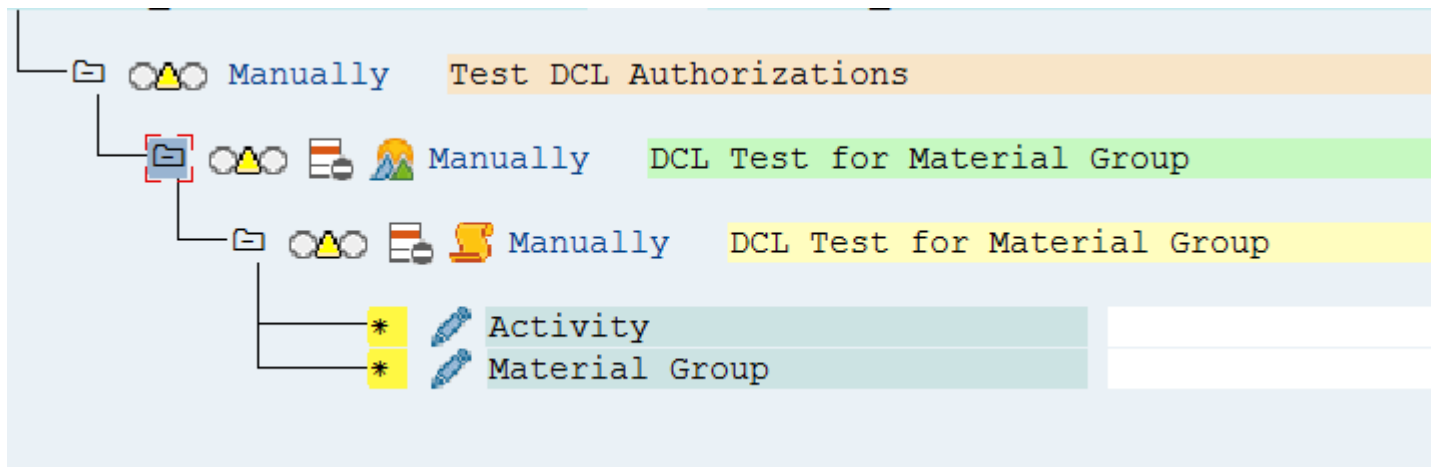 Manually Test DCL Authorizations
Manually DCL Test for Material Group
Manually DCL Test for Material Group
* Activity
* Material Group